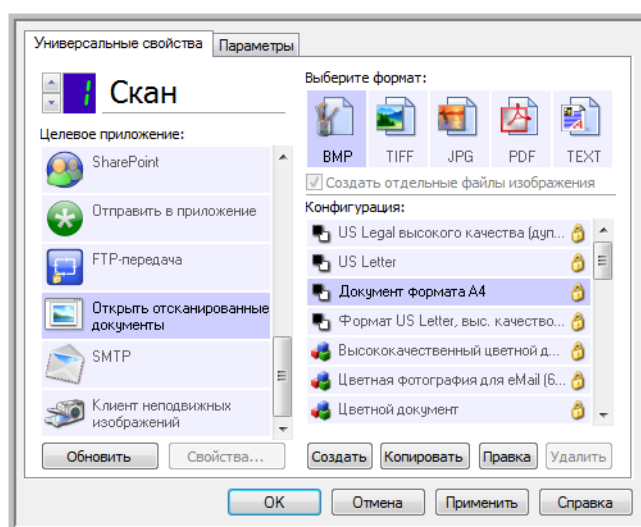 Универсальные свойства
Параметры
1
Скан
Целевое приложение:
SharePoint
Отправить в приложение
FTP-передача
Открыть отсканированные
документы
SMTP
Клиент неподвижных
изображений
Обновить
Свойства...
Выберите формат:
BMP
TIFF
JPG
PDF
TEXT
Создать отдельные файлы изображения
Конфигурация:
US Legal высокого качества (дуп...
US Letter
Документ формата A4
Формат US Letter, выс. качество...
Высококачественный цветной д...
Цветная фотография для eMail (6...
Цветной документ
Создать
Копировать
Правка
Удалить
OK
Отмена
Применить
Справка